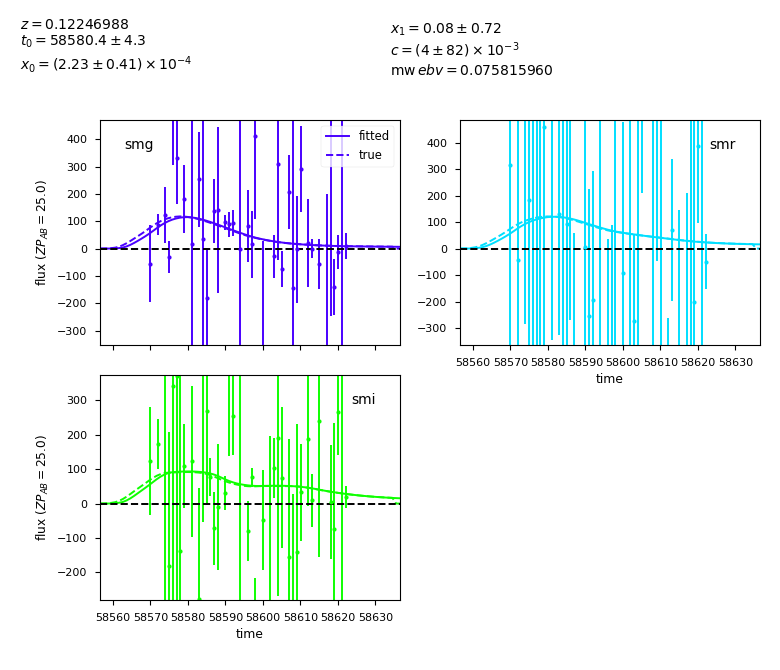 z = 0.12246988
t₀ = 58580.4 ± 4.3
x₀ = (2.23 ± 0.41) × 10⁻⁴
x₁ = 0.08 ± 0.72
c = (4 ± 82) × 10⁻³
mw ebv = 0.075815960
smg
fitted
true
400
300
200
100
0
−100
−200
−300
flux (ZP_AB = 25.0)
smr
400
300
200
100
0
−100
−200
−300
58560 58570 58580 58590 58600 58610 58620 58630
time
smi
300
200
100
0
−100
−200
flux (ZP_AB = 25.0)
58560 58570 58580 58590 58600 58610 58620 58630
time